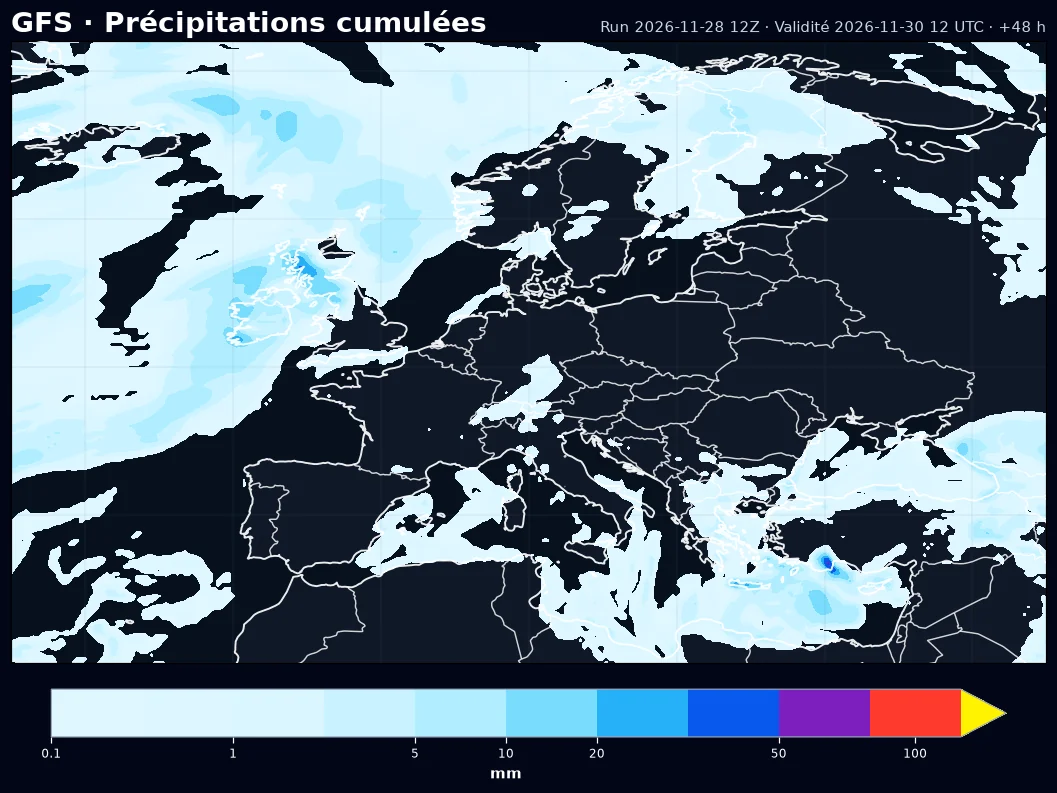 GFS · Précipitations cumulées
Run 2026-11-28 12Z · Validité 2026-11-30 12 UTC · +48 h
0.1 1 5 10 20 50 100
mm